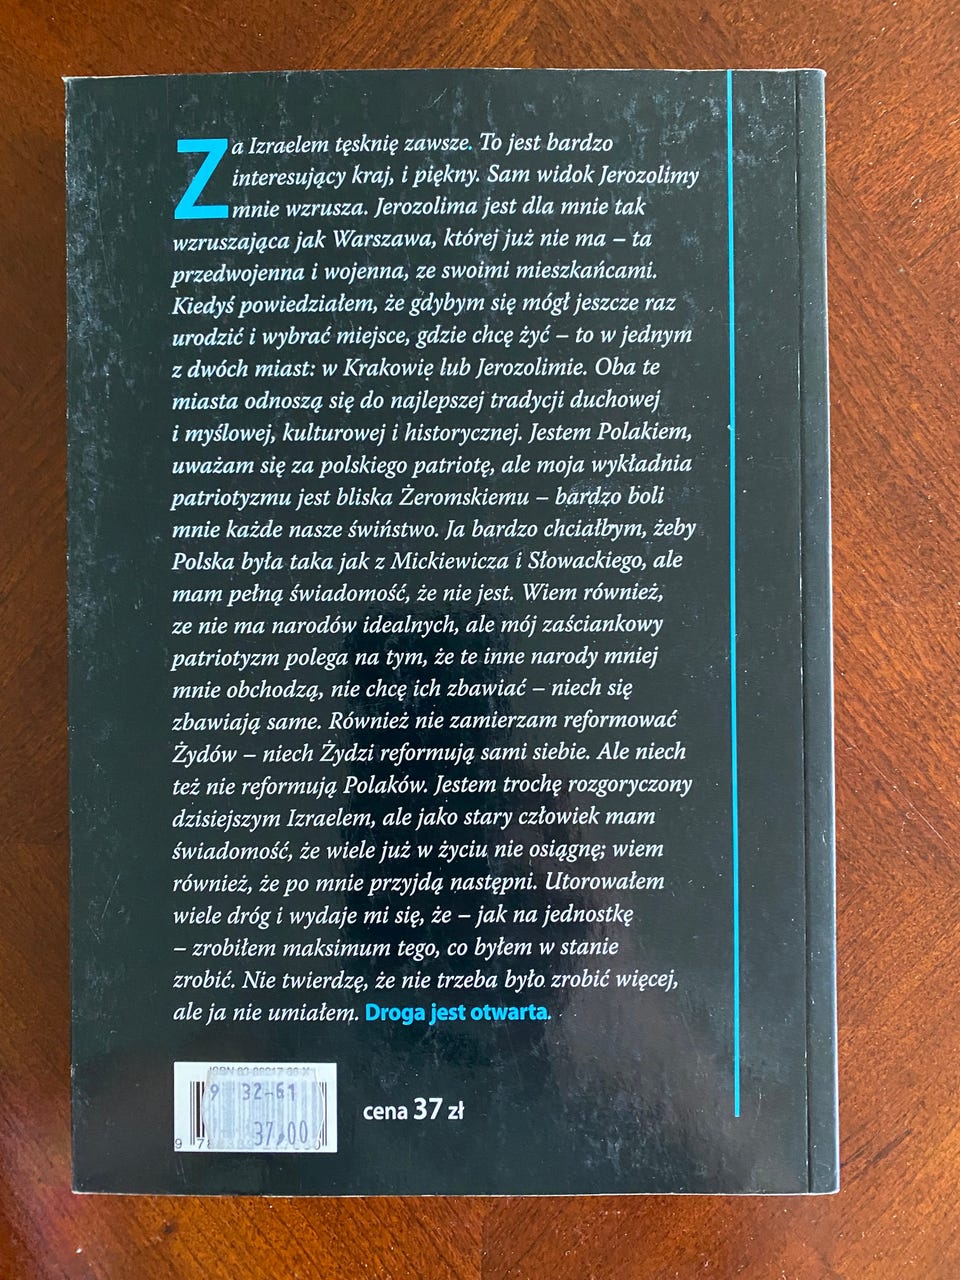 Za Izraelem tęsknię zawsze. To jest bardzo
interesujący kraj, i piękny. Sam widok Jerozolimy
mnie wzrusza. Jerozolima jest dla mnie tak
wzruszająca jak Warszawa, której już nie ma – ta
przedwojenna i wojenna, ze swoimi mieszkańcami.
Kiedyś powiedziałem, że gdybym się mógł jeszcze raz
urodzić i wybrać miejsce, gdzie chcę żyć – to w jednym
z dwóch miast: w Krakowie lub Jerozolimie. Oba te
miasta odnoszą się do najlepszej tradycji duchowej
i myślowej, kulturowej i historycznej. Jestem Polakiem,
uważam się za polskiego patriotę, ale moja wykładnia
patriotyzmu jest bliska Żeromskiemu – bardzo boli
mnie każde nasze świństwo. Ja bardzo chciałbym, żeby
Polska była taka jak z Mickiewicza i Słowackiego, ale
mam pełną świadomość, że nie jest. Wiem również,
ze nie ma narodów idealnych, ale mój zaściankowy
patriotyzm polega na tym, że te inne narody mniej
mnie obchodzą, nie chcę ich zbawiać – niech się
zbawiają same. Również nie zamierzam reformować
Żydów – niech Żydzi reformują sami siebie. Ale niech
też nie reformują Polaków. Jestem trochę rozgoryczony
dzisiejszym Izraelem, ale jako stary człowiek mam
świadomość, że wiele już w życiu nie osiągnę; wiem
również, że po mnie przyjdą następni. Utorowałem
wiele dróg i wydaje mi się, że – jak na jednostkę
– zrobiłem maksimum tego, co byłem w stanie
zrobić. Nie twierdzę, że nie trzeba było zrobić więcej,
ale ja nie umiałem. Droga jest otwarta.
ISBN
9 32-61
37,00
cena 37 zł